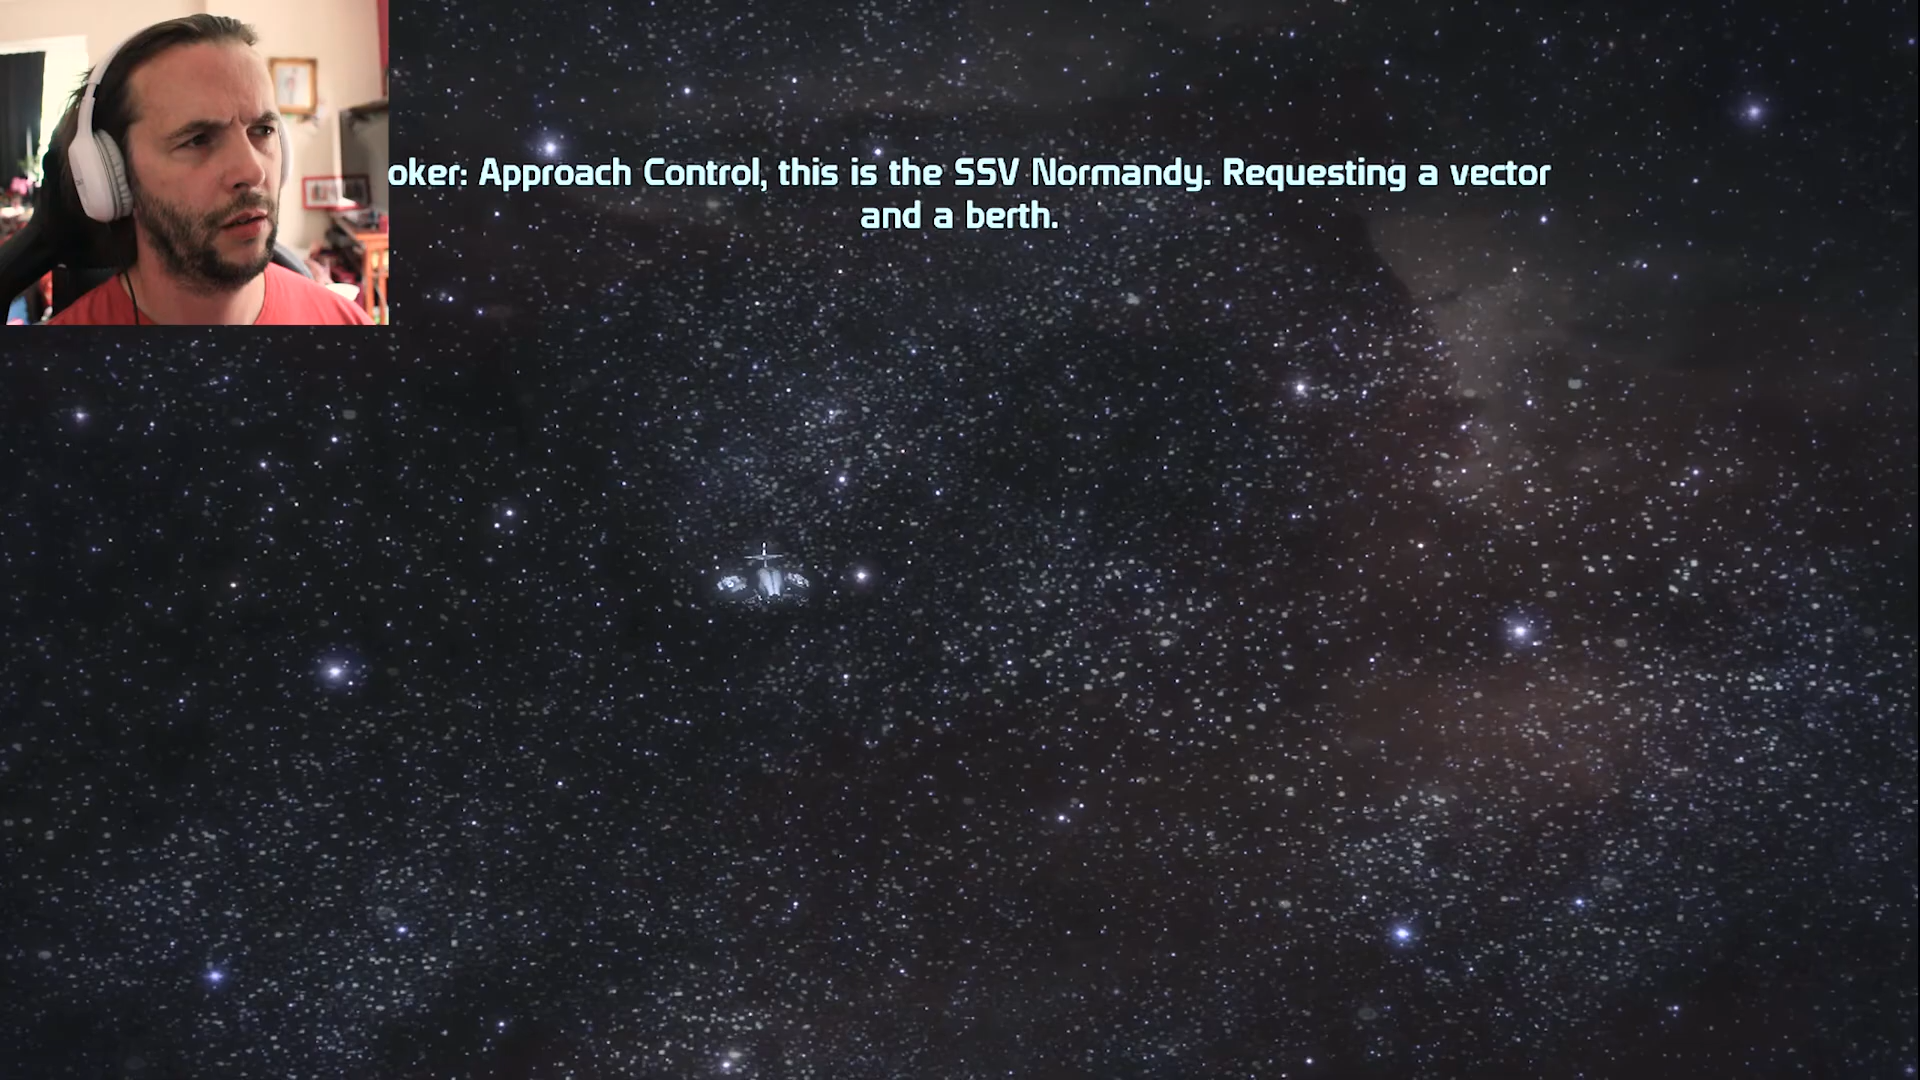 oker: Approach Control, this is the SSV Normandy. Requesting a vector
and a berth.